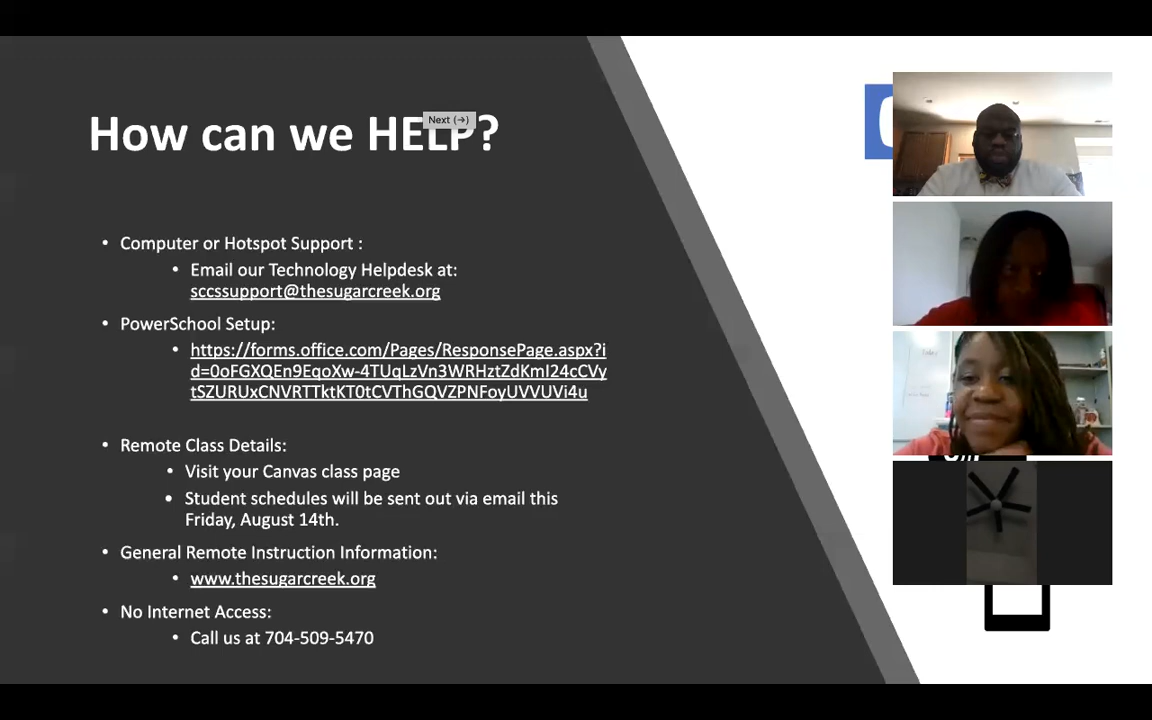 How can we HELP?
Next (→)
• Computer or Hotspot Support :
• Email our Technology Helpdesk at:
sccssupport@thesugarcreek.org
• PowerSchool Setup:
• https://forms.office.com/Pages/ResponsePage.aspx?i
d=0oFGXQEn9EqoXw-4TUqLzVn3WRHztZdKmI24cCVy
tSZURUxCNVRTTktKT0tCVThGQVZPNFoyUVVUVi4u
• Remote Class Details:
• Visit your Canvas class page
• Student schedules will be sent out via email this
Friday, August 14th.
• General Remote Instruction Information:
• www.thesugarcreek.org
• No Internet Access:
• Call us at 704-509-5470